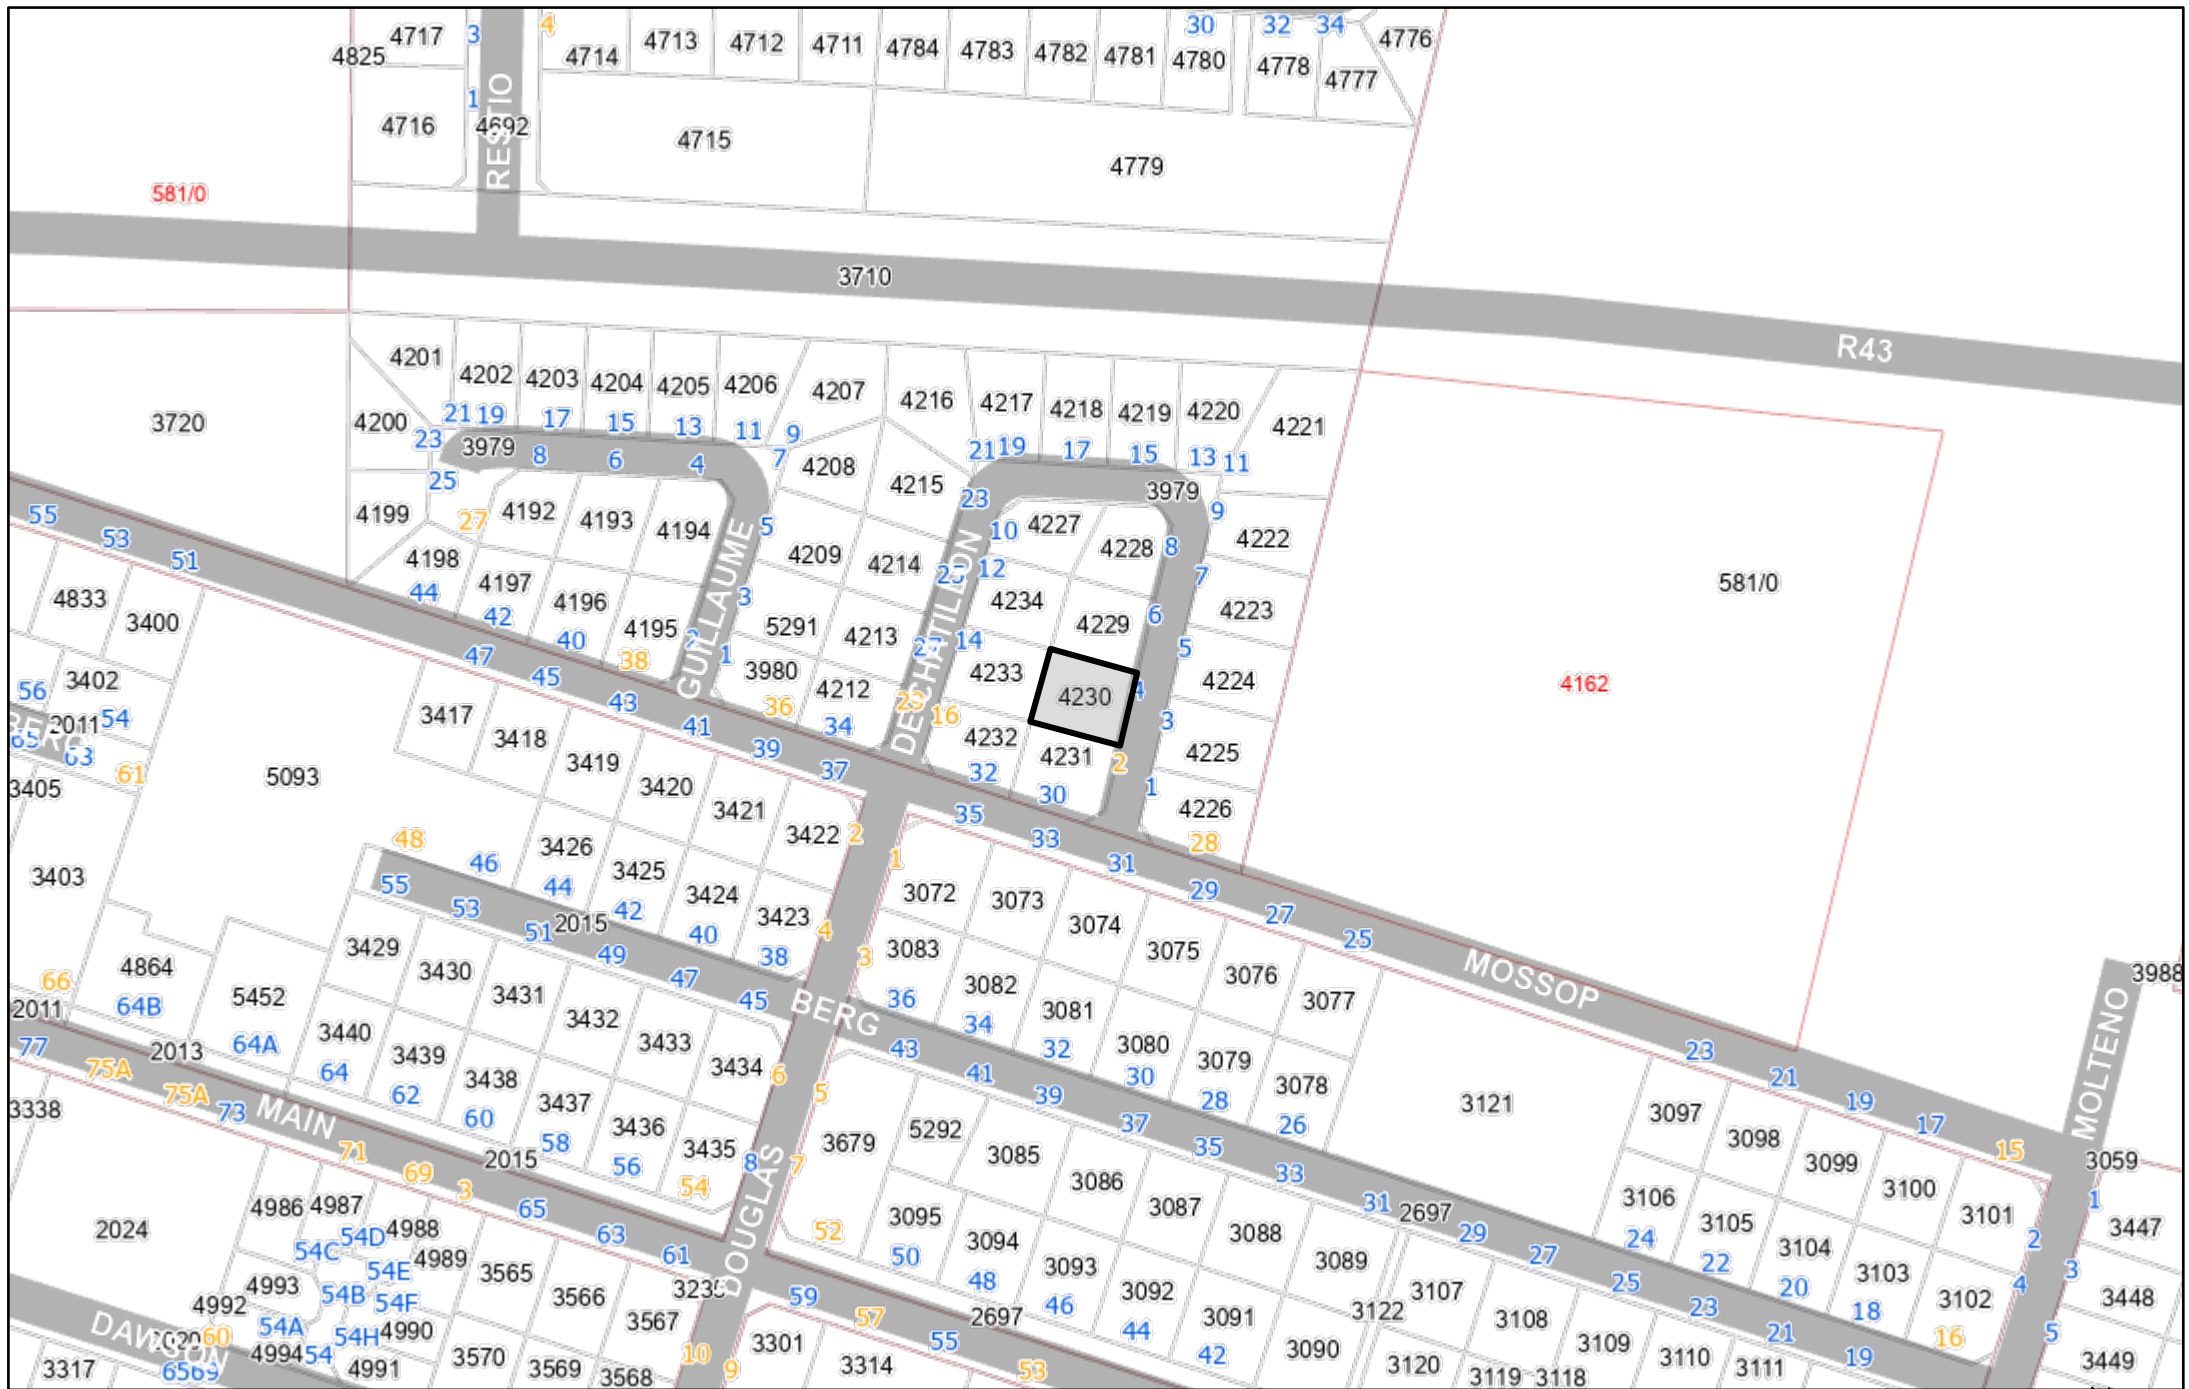 4717 3 4 4714 4713 4712 4711 4784 4783 4782 4781 30 32 34 4776
4825 4780 4778 4777
4716 1 4692 RESTIO 4715 4779
581/0
3710
R43
4201 4202 4203 4204 4205 4206 4207 4216 4217 4218 4219 4220 4221
3720 4200 21 19 17 15 13 11 9 21 19 17 15 13 11
23 3979 8 6 4 7 4208 4215 23 3979 9
25 4199 27 4192 4193 4194 5 10 4227 4228 8 4222
55 53 51 4198 4197 4196 4195 GUILLAUME 4209 4214 25 12 7 581/0
4833 3400 44 42 40 38 2 3 5291 4213 27 14 4234 4229 6 4223
47 45 43 1 3980 4212 DECHATILLON 4233 5 4224 4162
3402 56 2011 54 BERG 65 63 61
3417 3418 41 36 34 29 16 4230 4 3 4225
3405 5093 3419 3420 39 37 4232 32 4231 30 2 1 4226 28
3421 3422 2 1 35 33 31 29 27 25
3403 48 46 3426 3425 3424 3423 3072 3073 3074 3075 3076 3077 MOSSOP 3988
55 53 51 2015 44 42 40 38 4 3 3083 3082 3081 3080 3079 3078
66 4864 5452 3429 3430 49 47 45 BERG 36 34 32 30 28 26 23 21 19 17 15 MOLTENO
2011 64B 64A 3431 3432 3433 3434 6 5 43 41 39 37 35 33 3121 3097 3098 3099 3100 3101 3059
77 75A 75A 73 2013 3440 3439 3438 3437 3436 3435 8 7 3679 5292 3085 3086 3087 3088 3089
3338 MAIN 64 62 60 58 56 54 DOUGLAS 31 2697 29 27 25 23 21 19
71 69 3 2015 65 63 61 52 3095 3094 3093 3092 3091 3090 3106 3105 3104 3103 3102 1 3447
2024 4986 4987 4988 4989 50 48 46 44 42 24 22 20 18 16 2 4 3 3448
54C 54D 54E 54B 54F 54A 54H 54 3565 3566 3567 3568 3235 59 57 2697 55 53 3122 3107 3108 3109 3110 3111 5 3449
4992 4993 4994 4990 4991 3570 3569 10 9 3301 3314 3120 3119 3118
DAWSON 60 6569 3317